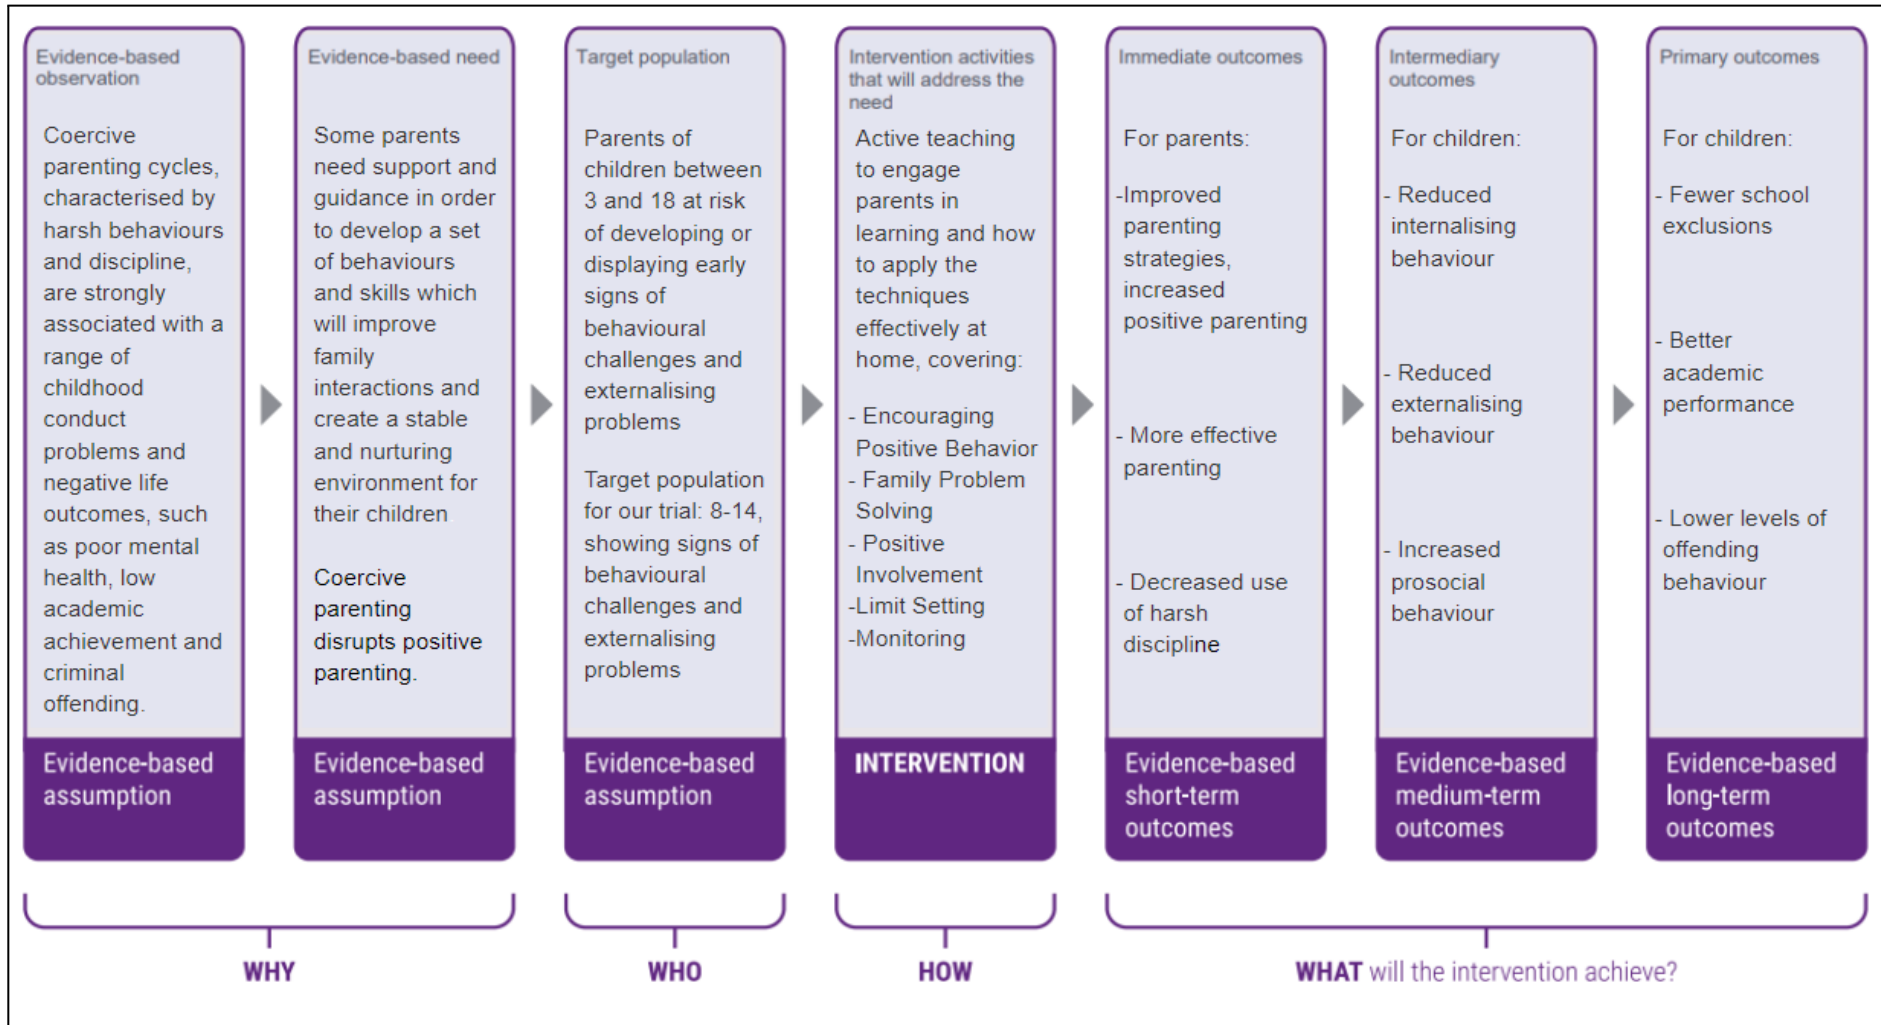 Evidence-based
observation
Coercive
parenting cycles,
characterised by
harsh behaviours
and discipline,
are strongly
associated with a
range of
childhood
conduct
problems and
negative life
outcomes, such
as poor mental
health, low
academic
achievement and
criminal
offending.
Evidence-based
assumption
Evidence-based need
Some parents
need support and
guidance in order
to develop a set
of behaviours
and skills which
will improve
family
interactions and
create a stable
and nurturing
environment for
their children
Coercive
parenting
disrupts positive
parenting.
Evidence-based
assumption
WHY
Target population
Parents of
children between
3 and 18 at risk
of developing or
displaying early
signs of
behavioural
challenges and
externalising
problems
Target population
for our trial: 8-14,
showing signs of
behavioural
challenges and
externalising
problems
Evidence-based
assumption
WHO
Intervention activities
that will address the
need
Active teaching
to engage
parents in
learning and how
to apply the
techniques
effectively at
home, covering:
- Encouraging
Positive Behavior
- Family Problem
Solving
- Positive
Involvement
-Limit Setting
-Monitoring
INTERVENTION
HOW
Immediate outcomes
For parents:
-Improved
parenting
strategies,
increased
positive parenting
- More effective
parenting
- Decreased use
of harsh
discipline
Evidence-based
short-term
outcomes
Intermediary
outcomes
For children:
- Reduced
internalising
behaviour
- Reduced
externalising
behaviour
- Increased
prosocial
behaviour
Evidence-based
medium-term
outcomes
Primary outcomes
For children:
- Fewer school
exclusions
- Better
academic
performance
- Lower levels of
offending
behaviour
Evidence-based
long-term
outcomes
WHAT will the intervention achieve?